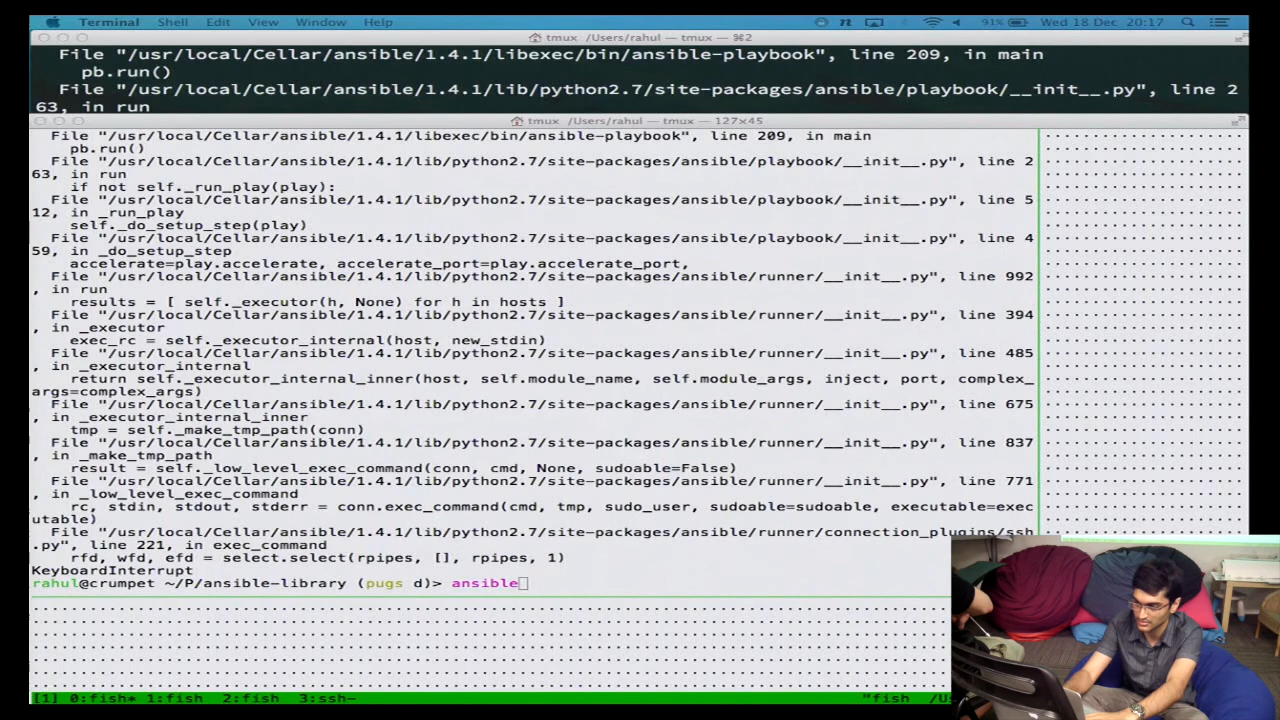 Terminal Shell Edit View Window Help 91% Wed 18 Dec 20:17
tmux /Users/rahul — tmux — ⌘2
File "/usr/local/Cellar/ansible/1.4.1/libexec/bin/ansible-playbook", line 209, in main
pb.run()
File "/usr/local/Cellar/ansible/1.4.1/lib/python2.7/site-packages/ansible/playbook/__init__.py", line 2
63, in run
tmux /Users/rahul — tmux — 127×45
File "/usr/local/Cellar/ansible/1.4.1/libexec/bin/ansible-playbook", line 209, in main
pb.run()
File "/usr/local/Cellar/ansible/1.4.1/lib/python2.7/site-packages/ansible/playbook/__init__.py", line 2
63, in run
if not self._run_play(play):
File "/usr/local/Cellar/ansible/1.4.1/lib/python2.7/site-packages/ansible/playbook/__init__.py", line 5
12, in _run_play
self._do_setup_step(play)
File "/usr/local/Cellar/ansible/1.4.1/lib/python2.7/site-packages/ansible/playbook/__init__.py", line 4
59, in _do_setup_step
accelerate=play.accelerate, accelerate_port=play.accelerate_port,
File "/usr/local/Cellar/ansible/1.4.1/lib/python2.7/site-packages/ansible/runner/__init__.py", line 992
, in run
results = [ self._executor(h, None) for h in hosts ]
File "/usr/local/Cellar/ansible/1.4.1/lib/python2.7/site-packages/ansible/runner/__init__.py", line 394
, in _executor
exec_rc = self._executor_internal(host, new_stdin)
File "/usr/local/Cellar/ansible/1.4.1/lib/python2.7/site-packages/ansible/runner/__init__.py", line 485
, in _executor_internal
return self._executor_internal_inner(host, self.module_name, self.module_args, inject, port, complex_
args=complex_args)
File "/usr/local/Cellar/ansible/1.4.1/lib/python2.7/site-packages/ansible/runner/__init__.py", line 675
, in _executor_internal_inner
tmp = self._make_tmp_path(conn)
File "/usr/local/Cellar/ansible/1.4.1/lib/python2.7/site-packages/ansible/runner/__init__.py", line 837
, in _make_tmp_path
result = self._low_level_exec_command(conn, cmd, None, sudoable=False)
File "/usr/local/Cellar/ansible/1.4.1/lib/python2.7/site-packages/ansible/runner/__init__.py", line 771
, in _low_level_exec_command
rc, stdin, stdout, stderr = conn.exec_command(cmd, tmp, sudo_user, sudoable=sudoable, executable=exec
utable)
File "/usr/local/Cellar/ansible/1.4.1/lib/python2.7/site-packages/ansible/runner/connection_plugins/ssh
.py", line 221, in exec_command
rfd, wfd, efd = select.select(rpipes, [], rpipes, 1)
KeyboardInterrupt
rahul@crumpet ~/P/ansible-library (pugs d)> ansible
[1] 0:fish* 1:fish 2:fish 3:ssh- "fish /Us